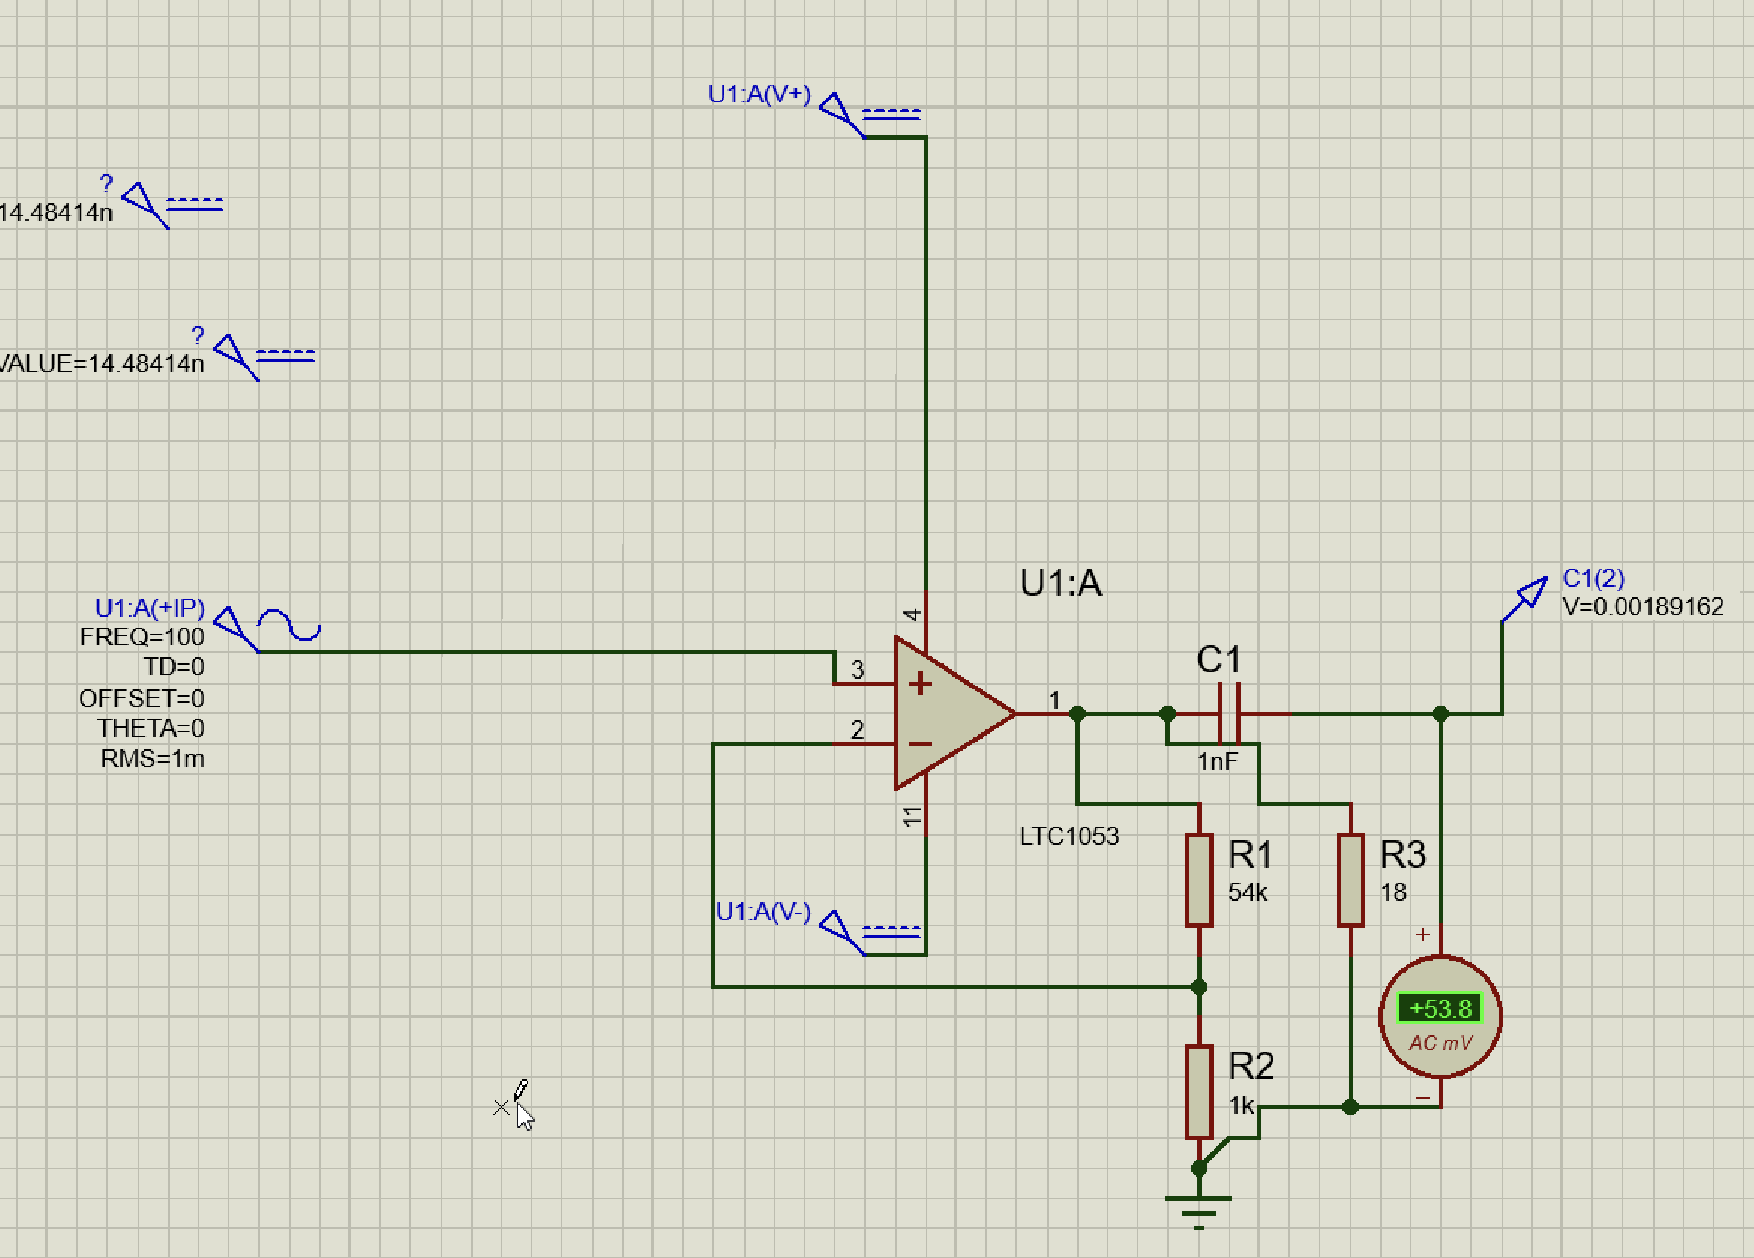 U1:A(V+)
?
14.48414n
?
VALUE=14.48414n
U1:A(+IP)
FREQ=100
TD=0
OFFSET=0
THETA=0
RMS=1m
U1:A
4
3
2
1
11
LTC1053
U1:A(V-)
C1
1nF
C1(2)
V=0.00189162
R1
54k
R3
18
+
+53.8
AC mV
−
R2
1k